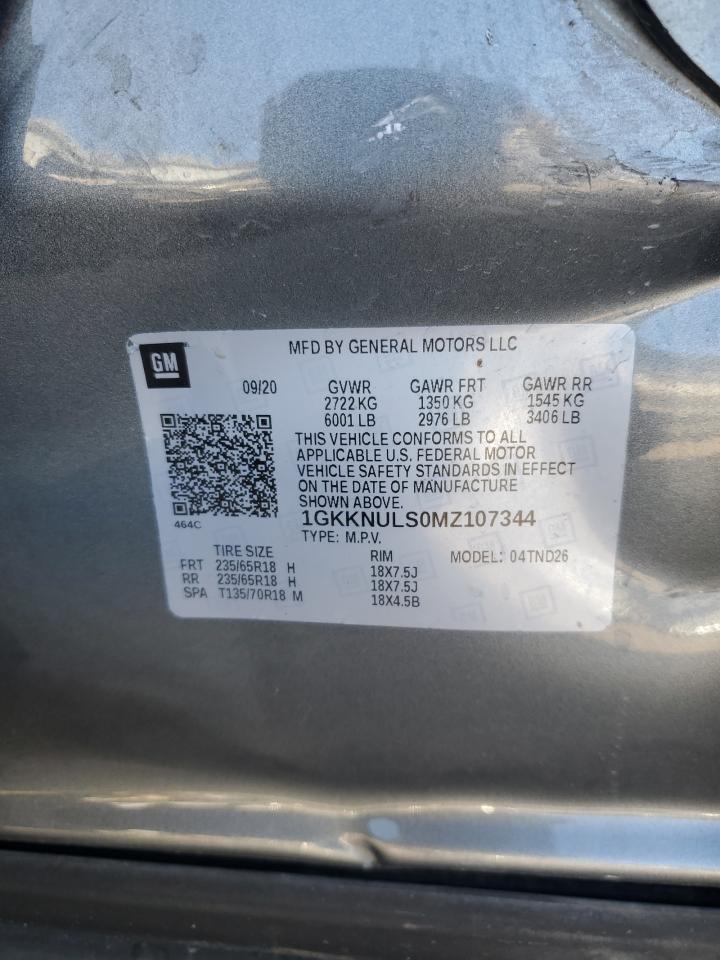 GM
MFD BY GENERAL MOTORS LLC
09/20 GVWR GAWR FRT GAWR RR
2722 KG 1350 KG 1545 KG
6001 LB 2976 LB 3406 LB
THIS VEHICLE CONFORMS TO ALL
APPLICABLE U.S. FEDERAL MOTOR
VEHICLE SAFETY STANDARDS IN EFFECT
ON THE DATE OF MANUFACTURE
SHOWN ABOVE.
464C
1GKKNULS0MZ107344
TYPE: M.P.V.
TIRE SIZE RIM MODEL: 04TND26
FRT 235/65R18 H 18X7.5J
RR 235/65R18 H 18X7.5J
SPA T135/70R18 M 18X4.5B